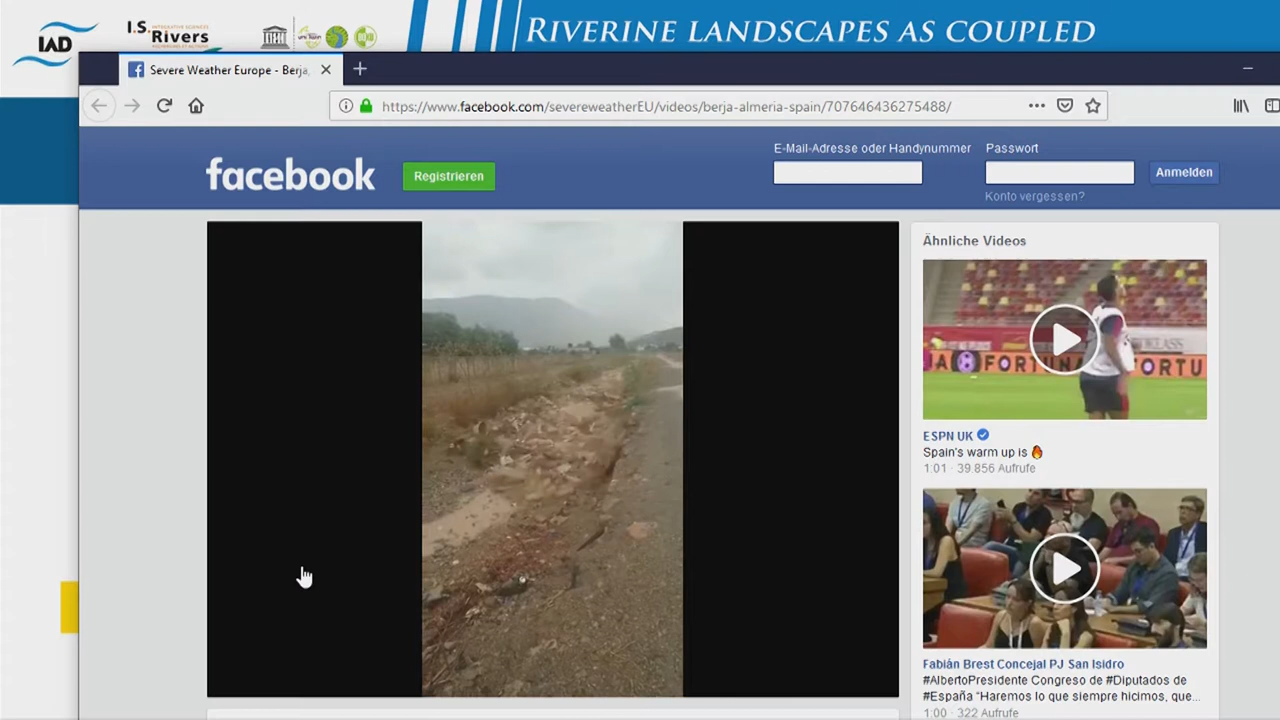 IAD
I.S.
Rivers
RIVERINE LANDSCAPES AS COUPLED
Severe Weather Europe - Berja,
https://www.facebook.com/severeweatherEU/videos/berja-almeria-spain/707646436275488/
facebook
Registrieren
E-Mail-Adresse oder Handynummer
Passwort
Anmelden
Konto vergessen?
Ähnliche Videos
FORTUNA
FORTU
ESPN UK
Spain's warm up is 🔥
1:01 · 39.856 Aufrufe
Fabián Brest Concejal PJ San Isidro
#AlbertoPresidente Congreso de #Diputados de
#España “Haremos lo que siempre hicimos, que...
1:00 · 322 Aufrufe